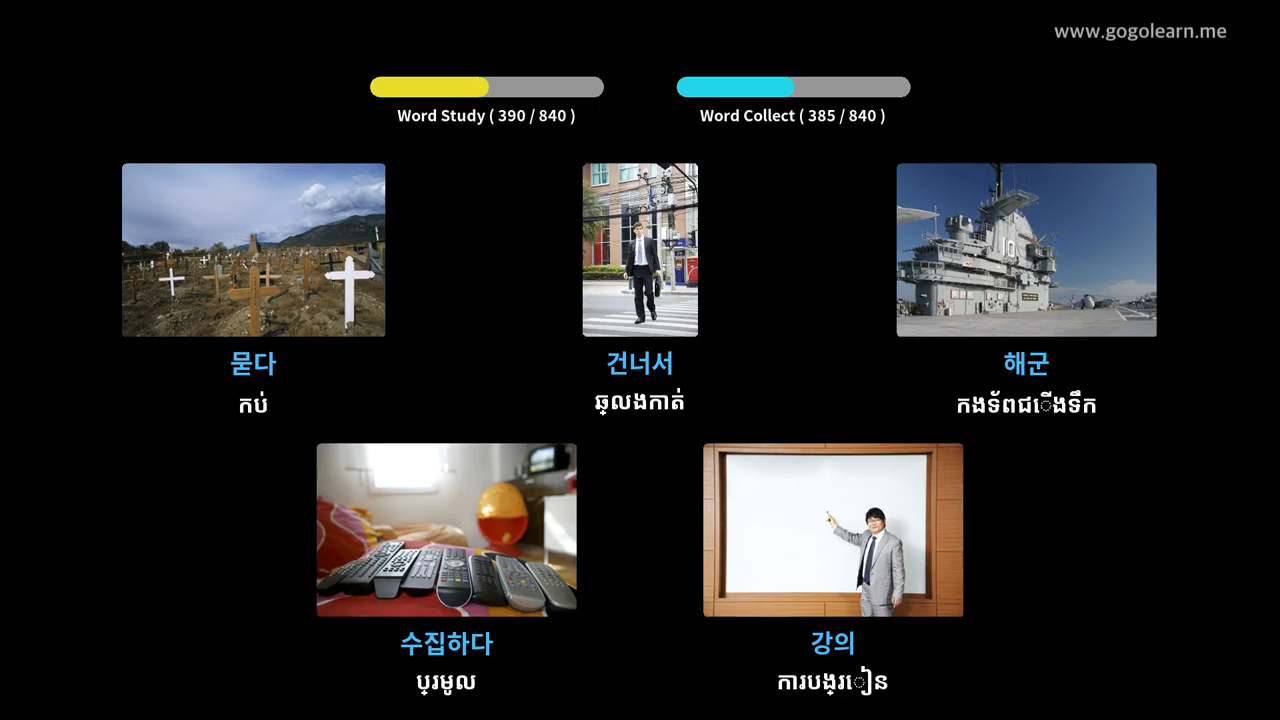 www.gogolearn.me
Word Study ( 390 / 840 )
Word Collect ( 385 / 840 )
묻다
건너서
해군
កប់
ឆ្លងកាត់
កងទ័ពជើងទឹក
수집하다
강의
ប្រមូល
ការបង្រៀន